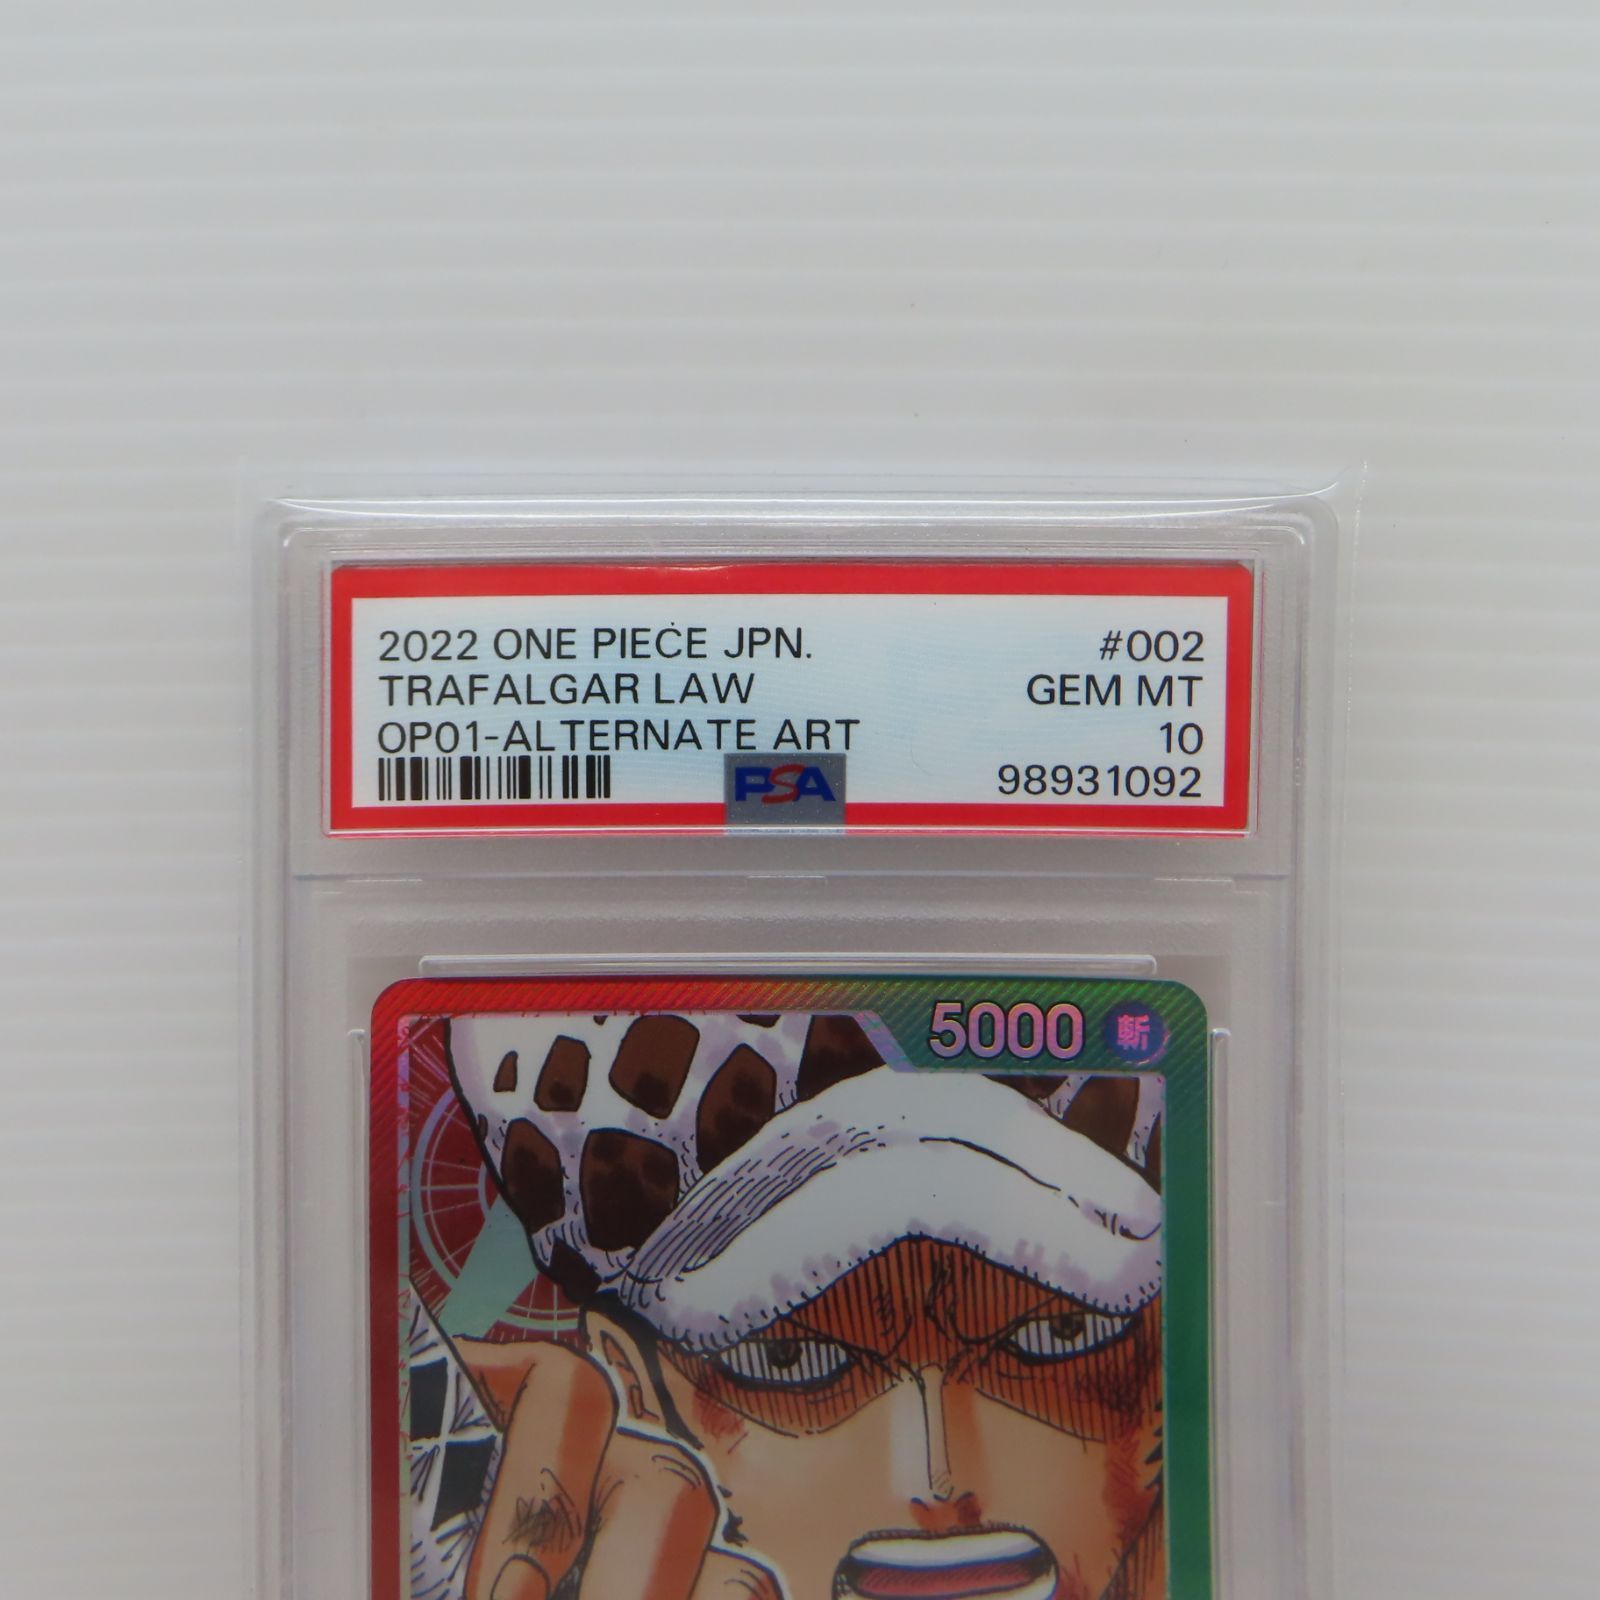 2022 ONE PIECE JPN. #002
TRAFALGAR LAW GEM MT
OP01-ALTERNATE ART 10
PSA 98931092
5000 斬